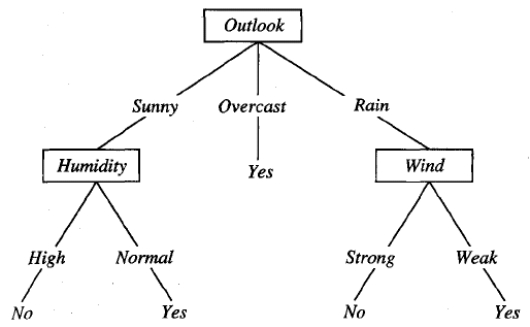 Outlook
Sunny Overcast Rain
Humidity Yes Wind
High Normal Strong Weak
No Yes No Yes